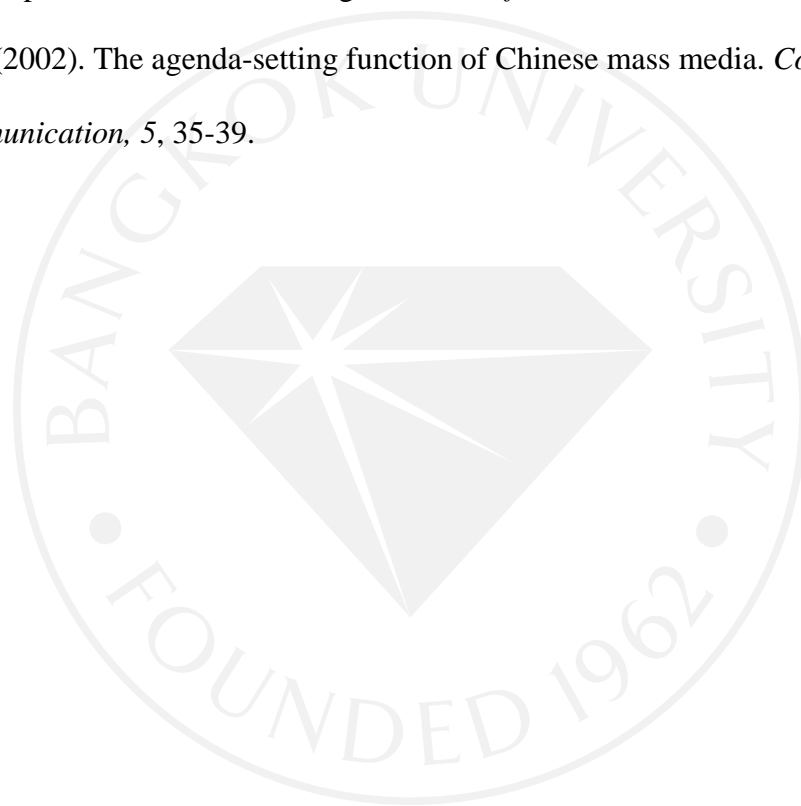 (2002). The agenda-setting function of Chinese mass media. Co
unication, 5, 35-39.
BANGKOK UNIVERSITY
• FOUNDED 1962 •